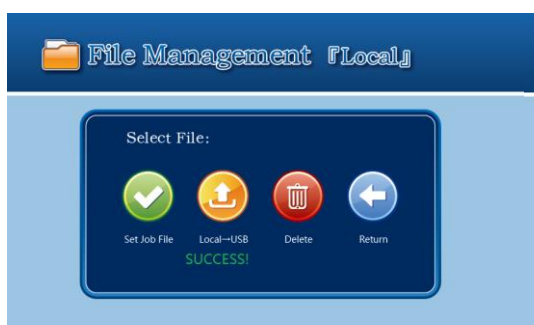 File Management 『Local』
Select File:
Set Job File Local→USB Delete Return
SUCCESS!